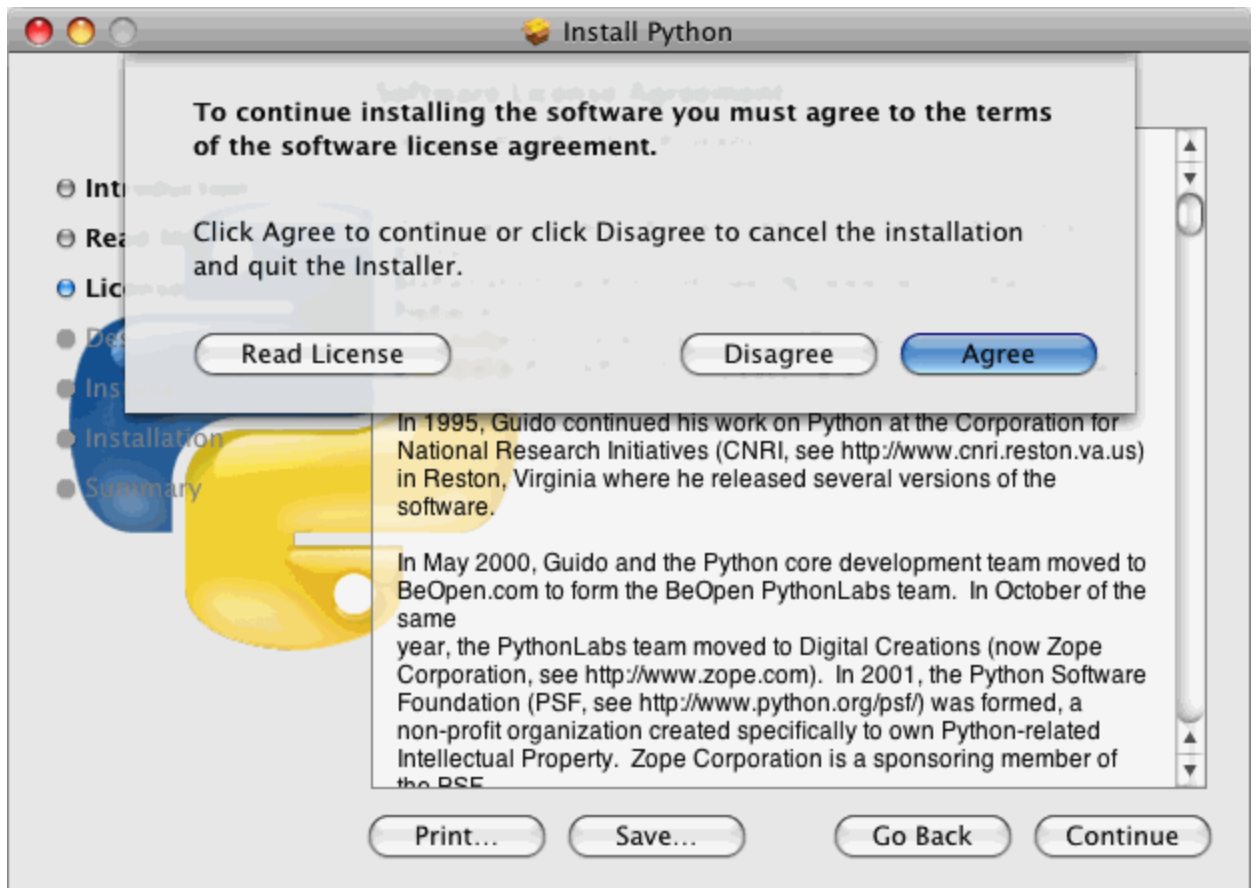 Install Python
To continue installing the software you must agree to the terms
of the software license agreement.
Click Agree to continue or click Disagree to cancel the installation
and quit the Installer.
Read License
Disagree
Agree
Installation
Summary
In 1995, Guido continued his work on Python at the Corporation for
National Research Initiatives (CNRI, see http://www.cnri.reston.va.us)
in Reston, Virginia where he released several versions of the
software.
In May 2000, Guido and the Python core development team moved to
BeOpen.com to form the BeOpen PythonLabs team.  In October of the
same
year, the PythonLabs team moved to Digital Creations (now Zope
Corporation, see http://www.zope.com).  In 2001, the Python Software
Foundation (PSF, see http://www.python.org/psf/) was formed, a
non-profit organization created specifically to own Python-related
Intellectual Property.  Zope Corporation is a sponsoring member of
the PSF
Print...
Save...
Go Back
Continue